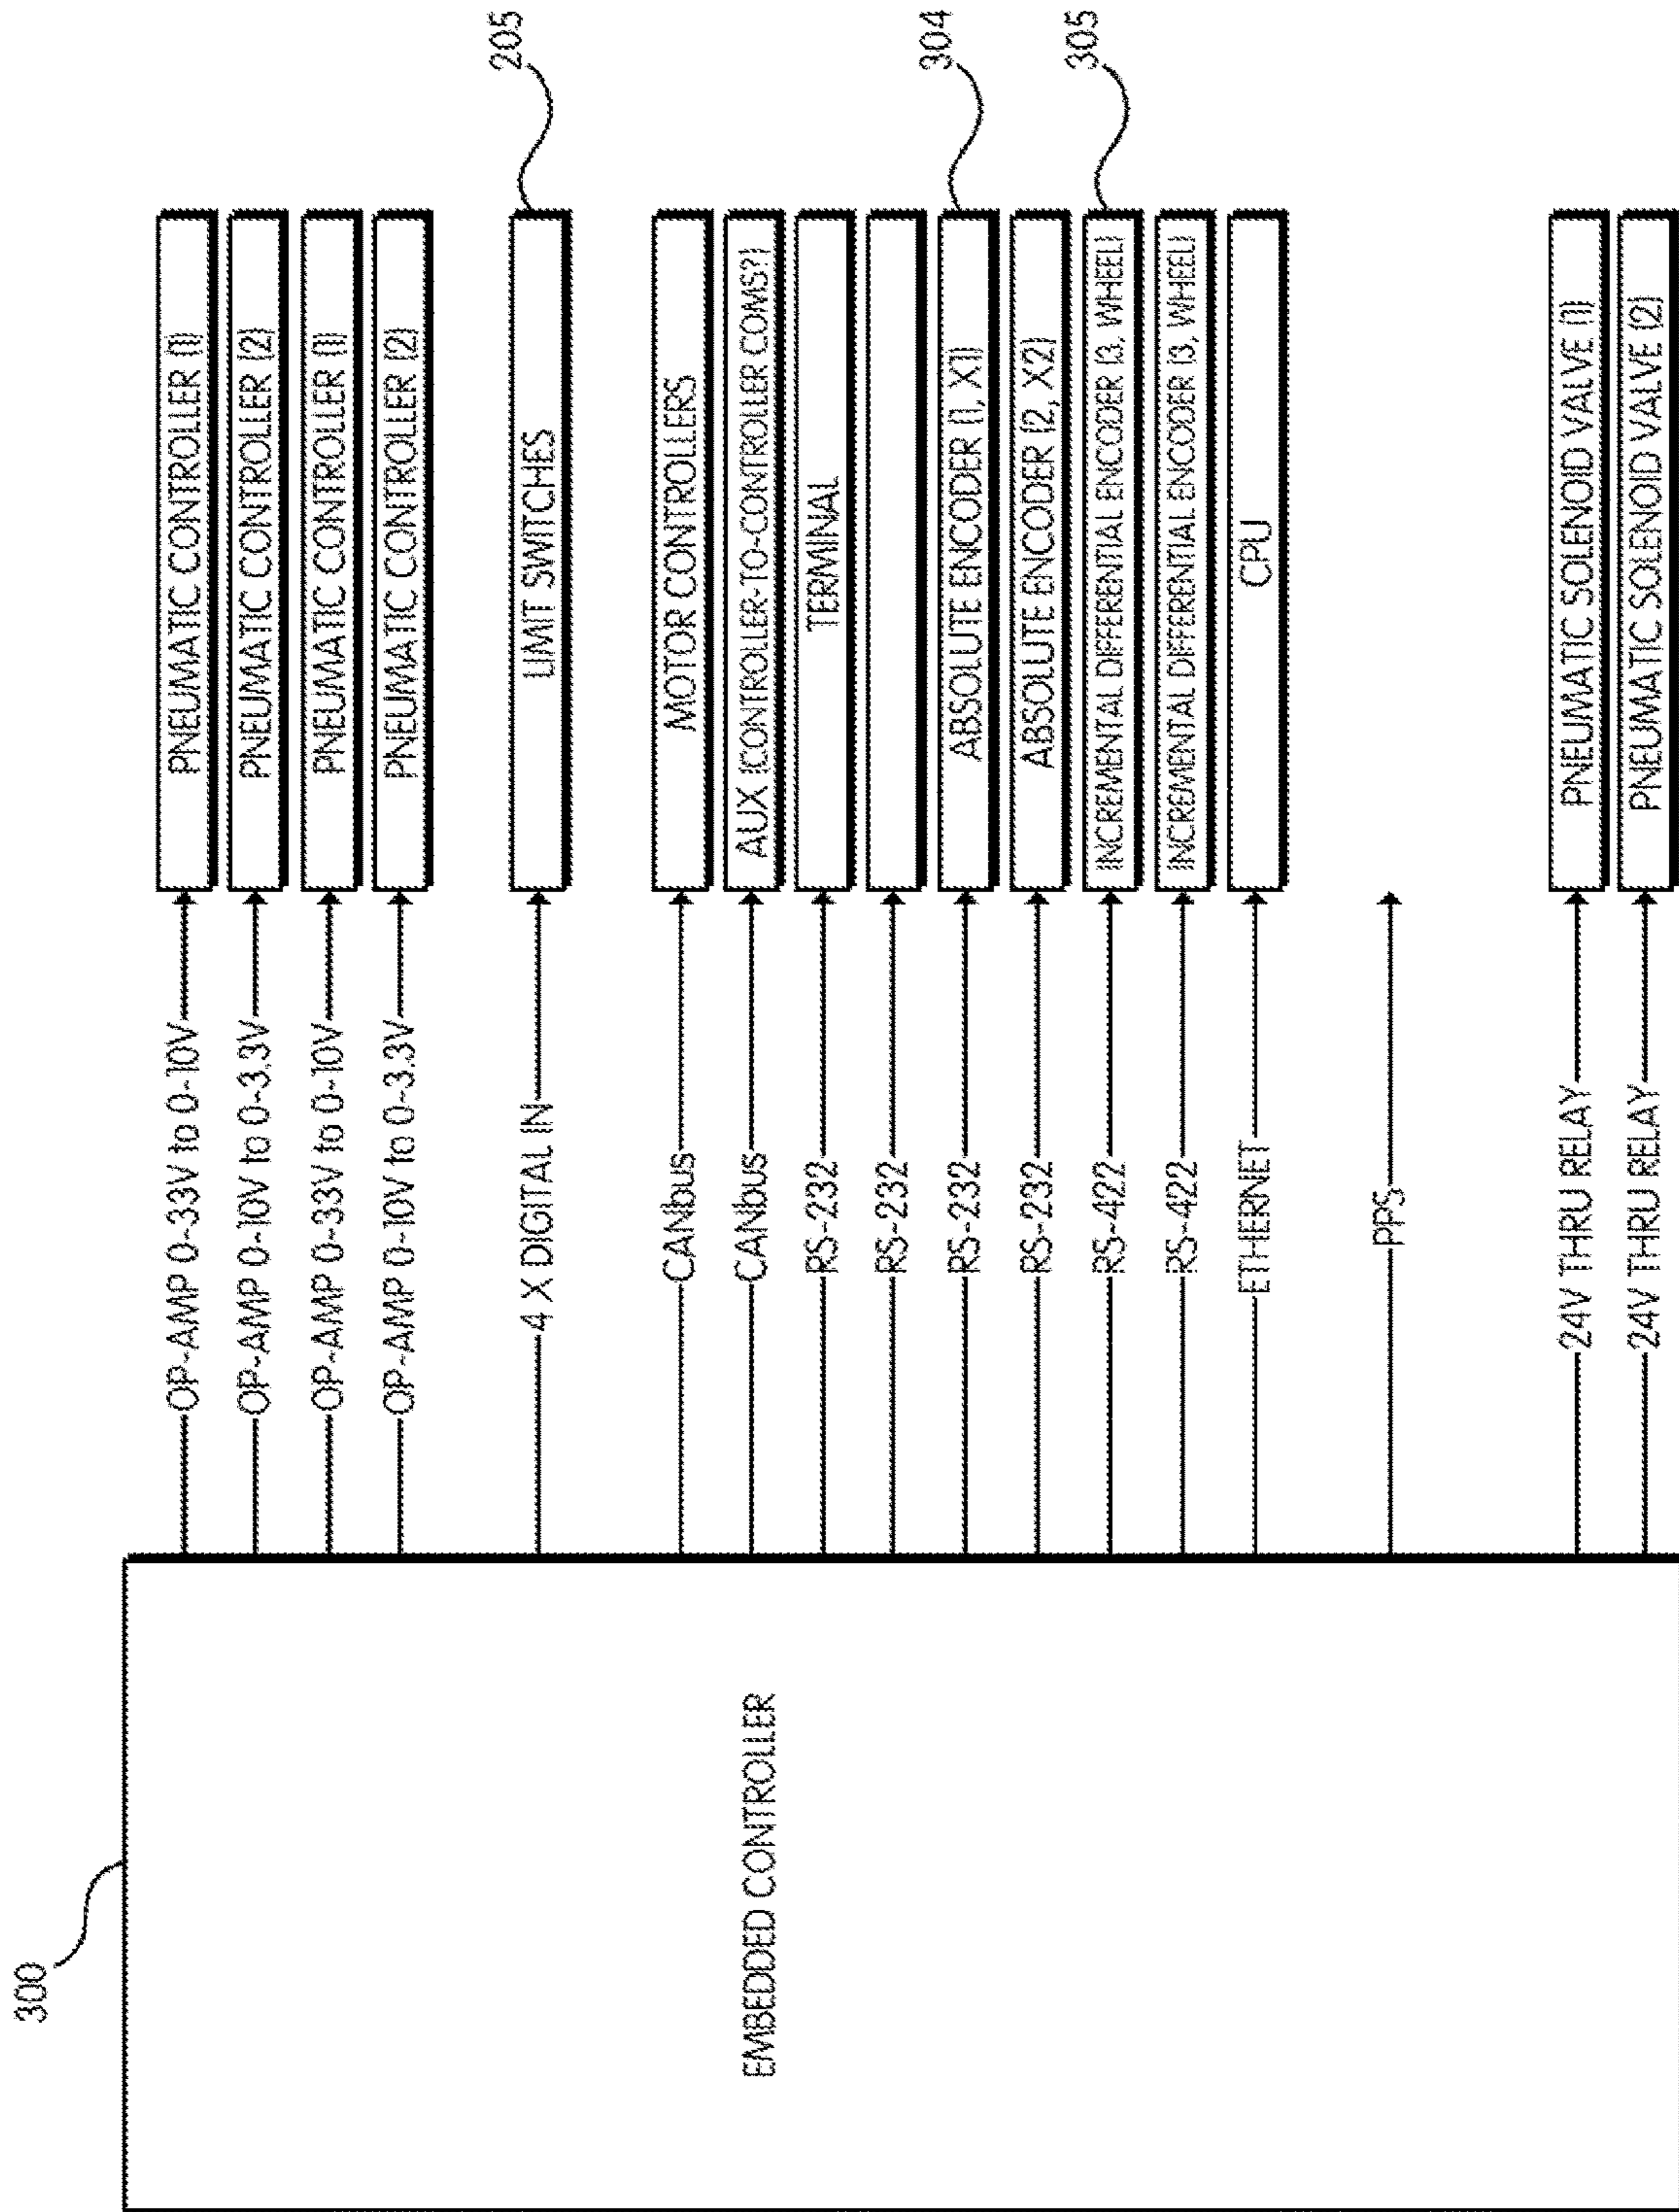 300
OP-AMP 0-33V to 0-10V
PNEUMATIC CONTROLLER (1)
OP-AMP 0-10V to 0-3.3V
PNEUMATIC CONTROLLER (2)
OP-AMP 0-33V to 0-10V
PNEUMATIC CONTROLLER (1)
OP-AMP 0-10V to 0-3.3V
PNEUMATIC CONTROLLER (2)
205
4 X DIGITAL IN
LIMIT SWITCHES
CANbus
MOTOR CONTROLLERS
EMBEDDED CONTROLLER
CANbus
AUX (CONTROLLER-TO-CONTROLLER COMS?)
RS-232
TERMINAL
RS-232
304
RS-232
ABSOLUTE ENCODER (1, X1)
RS-232
ABSOLUTE ENCODER (2, X2)
305
RS-422
INCREMENTAL DIFFERENTIAL ENCODER (3, WHEEL)
RS-422
INCREMENTAL DIFFERENTIAL ENCODER (3, WHEEL)
ETHERNET
CPU
PPS
24V THRU RELAY
PNEUMATIC SOLENOID VALVE (1)
24V THRU RELAY
PNEUMATIC SOLENOID VALVE (2)